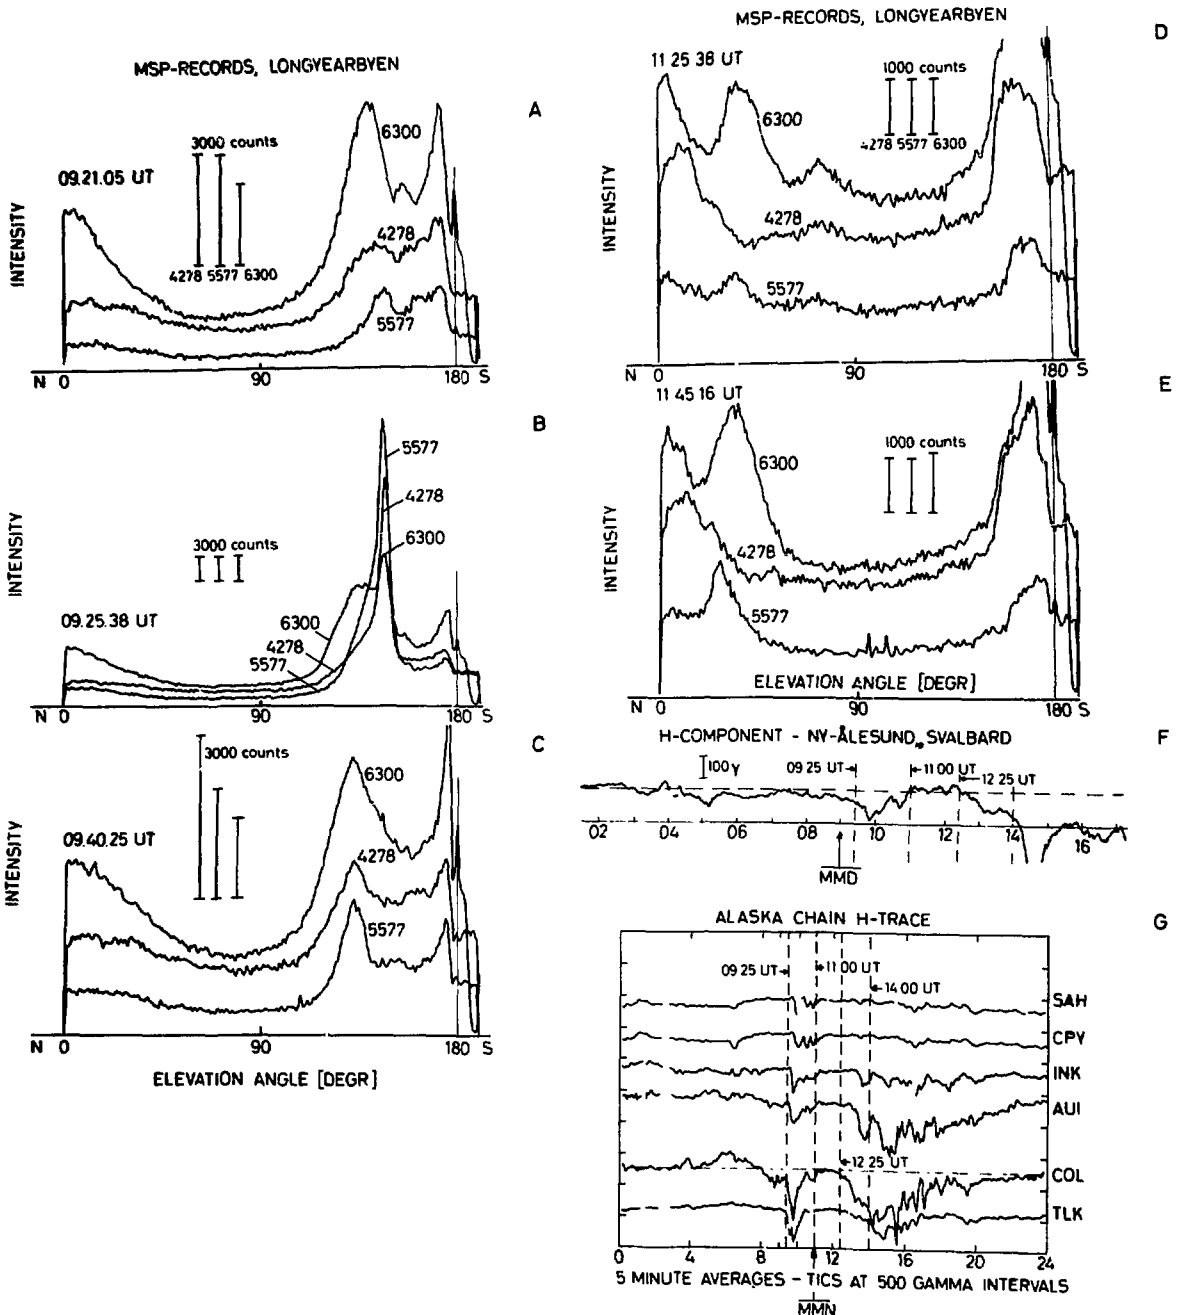 MSP-RECORDS, LONGYEARBYEN
A
09.21.05 UT
3000 counts
4278 5577 6300
6300
4278
5577
INTENSITY
N 0 90 180 S
B
3000 counts
09.25.38 UT
5577
4278
6300
6300
4278
5577
INTENSITY
N 0 90 180 S
C
3000 counts
09.40.25 UT
6300
4278
5577
INTENSITY
N 0 90 180 S
ELEVATION ANGLE [DEGR]
MSP-RECORDS, LONGYEARBYEN
D
11 25 38 UT
1000 counts
4278 5577 6300
6300
4278
5577
INTENSITY
N 0 90 180 S
E
11 45 16 UT
1000 counts
6300
4278
5577
INTENSITY
ELEVATION ANGLE [DEGR]
N 0 90 180 S
H-COMPONENT - NY-ÅLESUND, SVALBARD
F
100 γ
09 25 UT
11 00 UT
12 25 UT
02 04 06 08 10 12 14 16
MMD
ALASKA CHAIN H-TRACE
G
09 25 UT
11 00 UT
14 00 UT
SAH
CPY
INK
AUI
12 25 UT
COL
TLK
0 4 8 12 16 20 24
5 MINUTE AVERAGES - TICS AT 500 GAMMA INTERVALS
MMN